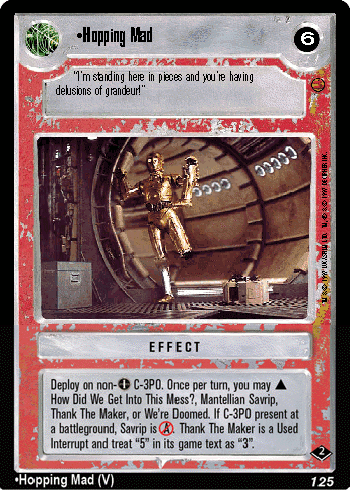 •Hopping Mad
6
"I'm standing here in pieces and you're having
delusions of grandeur!"
EFFECT
Deploy on non- C-3PO. Once per turn, you may ▲
How Did We Get Into This Mess?, Mantellian Savrip,
Thank The Maker, or We're Doomed. If C-3PO present at
a battleground, Savrip is A. Thank The Maker is a Used
Interrupt and treat "5" in its game text as "3".
2
•Hopping Mad (V)
125